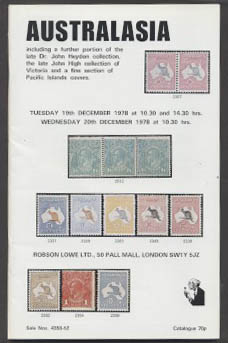 AUSTRALASIA
including a further portion of the
late Dr. John Heydon collection,
the late John High collection of
Victoria and a fine section of
Pacific Islands covers.
TUESDAY 19th DECEMBER 1978 at 10.30 and 14.30 hrs.
WEDNESDAY 20th DECEMBER 1978 at 10.30 hrs.
ROBSON LOWE LTD., 50 PALL MALL, LONDON SW1Y 5JZ
Catalogue 70p